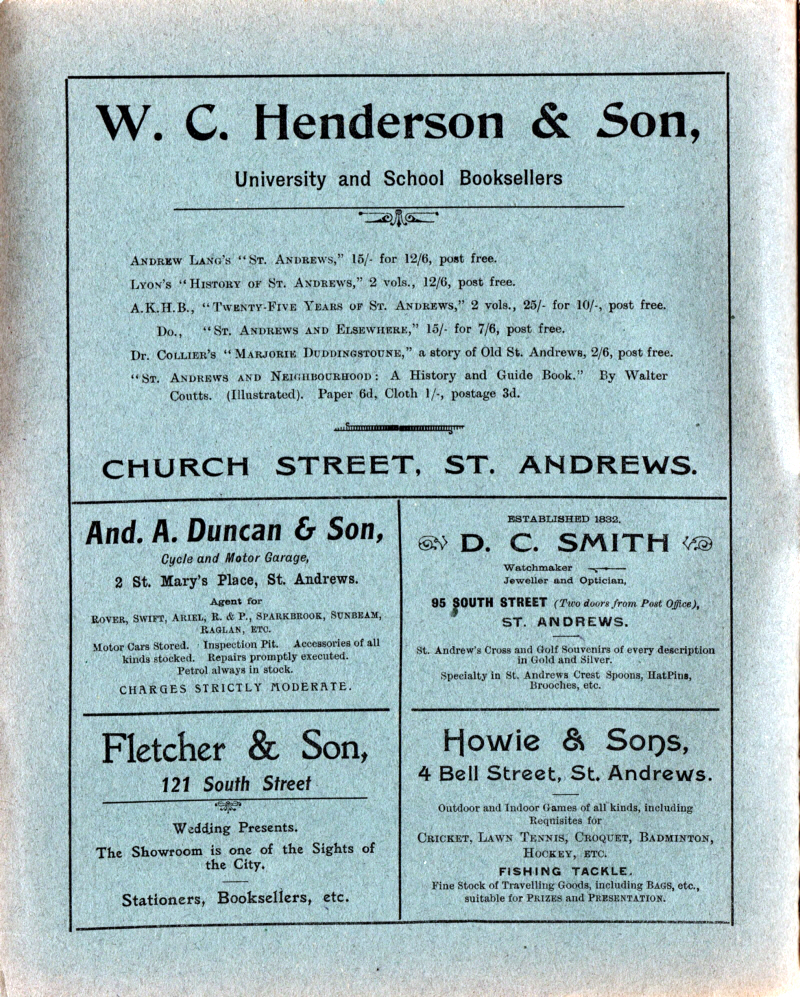 W. C. Henderson & Son,
University and School Booksellers
Andrew Lang's "St. Andrews," 15/- for 12/6, post free.
Lyon's "History of St. Andrews," 2 vols., 12/6, post free.
A.K.H.B., "Twenty-Five Years of St. Andrews," 2 vols., 25/- for 10/-, post free.
Do., "St. Andrews and Elsewhere," 15/- for 7/6, post free.
Dr. Collier's "Marjorie Duddingstoune," a story of Old St. Andrews, 2/6, post free.
"St. Andrews and Neighbourhood: A History and Guide Book." By Walter
Coutts. (Illustrated). Paper 6d, Cloth 1/-, postage 3d.
CHURCH STREET, ST. ANDREWS.
And. A. Duncan & Son,
Cycle and Motor Garage,
2 St. Mary's Place, St. Andrews.
Agent for
Rover, Swift, Ariel, R. & P., Sparkbrook, Sunbeam,
Raglan, etc.
Motor Cars Stored. Inspection Pit. Accessories of all
kinds stocked. Repairs promptly executed.
Petrol always in stock.
CHARGES STRICTLY MODERATE.
ESTABLISHED 1832.
D. C. SMITH
Watchmaker
Jeweller and Optician,
95 SOUTH STREET (Two doors from Post Office),
ST. ANDREWS.
St. Andrew's Cross and Golf Souvenirs of every description
in Gold and Silver.
Specialty in St. Andrews Crest Spoons, HatPins,
Brooches, etc.
Fletcher & Son,
121 South Street
Wedding Presents.
The Showroom is one of the Sights of
the City.
Stationers, Booksellers, etc.
Howie & Sons,
4 Bell Street, St. Andrews.
Outdoor and Indoor Games of all kinds, including
Requisites for
Cricket, Lawn Tennis, Croquet, Badminton,
Hockey, etc.
FISHING TACKLE.
Fine Stock of Travelling Goods, including Bags, etc.,
suitable for Prizes and Presentation.